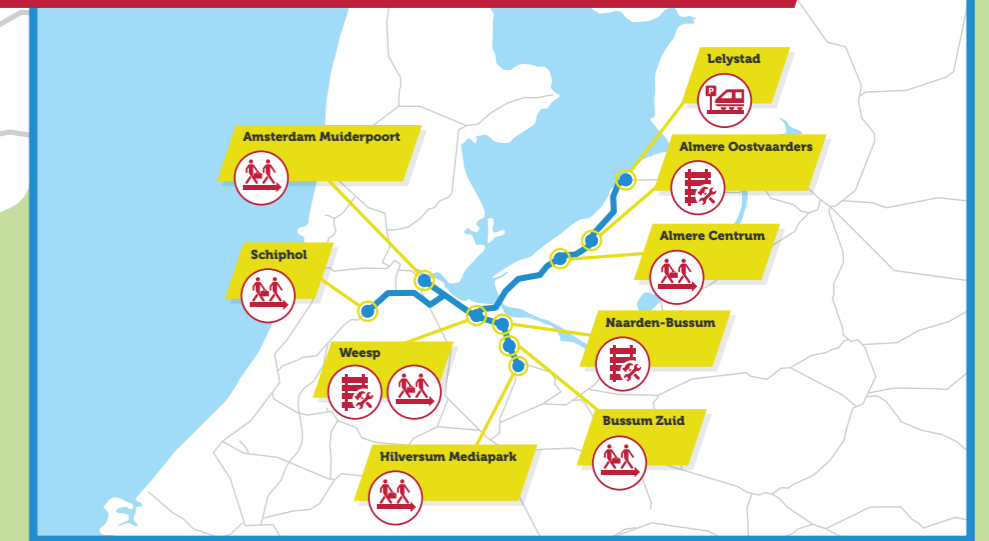 Lelystad
P
Amsterdam Muiderpoort
Almere Oostvaarders
Almere Centrum
Schiphol
Naarden-Bussum
Weesp
Bussum Zuid
Hilversum Mediapark